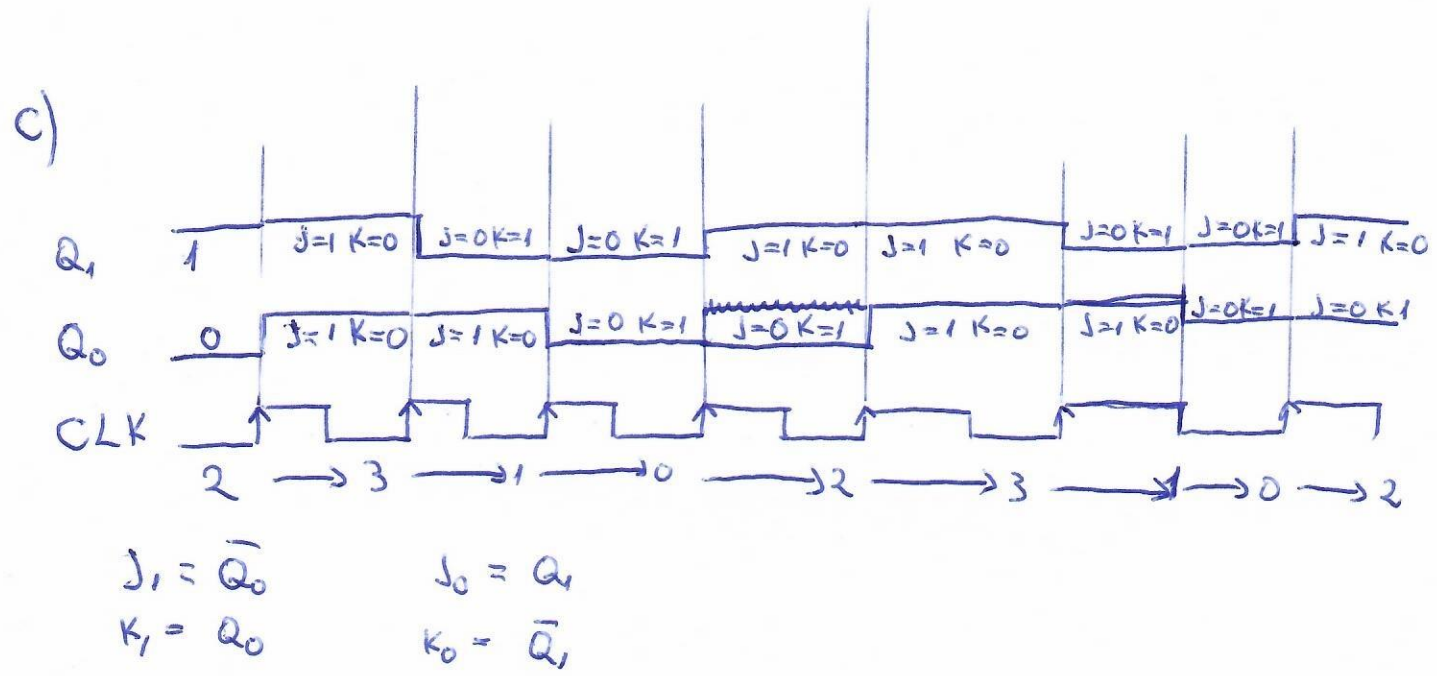 C)
Q₁ 1 J=1 K=0 J=0 K=1 J=0 K=1 J=1 K=0 J=1 K=0 J=0 K=1 J=0 K=1 J=1 K=0
Q₀ 0 J=1 K=0 J=1 K=0 J=0 K=1 J=0 K=1 J=1 K=0 J=1 K=0 J=0 K=1 J=0 K1
CLK
2 → 3 → 1 → 0 → 2 → 3 → 1 → 0 → 2
J₁ = Q̄₀ J₀ = Q₁
K₁ = Q₀ K₀ = Q̄₁